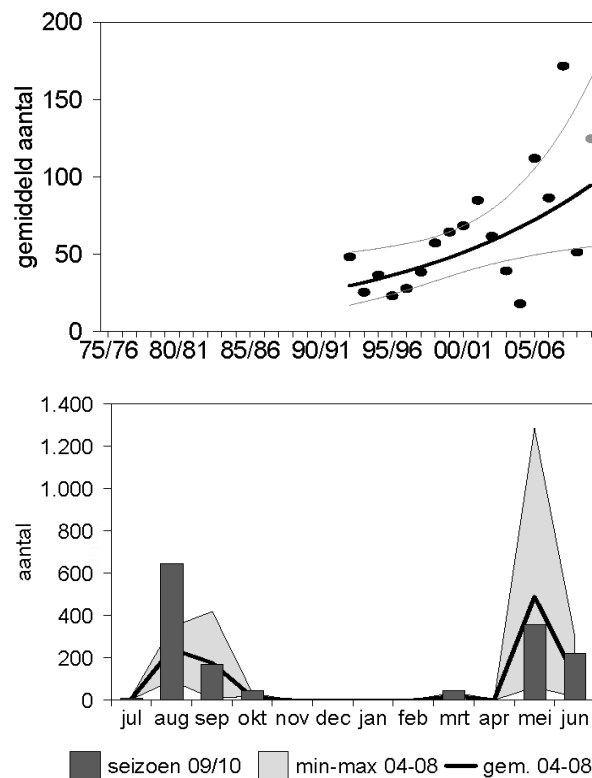 200
150
100
50
0
gemiddeld aantal
75/76 80/81 85/86 90/91 95/96 00/01 05/06
1.400
1.200
1.000
800
600
400
200
0
aantal
jul aug sep okt nov dec jan feb mrt apr mei jun
seizoen 09/10 min-max 04-08 gem. 04-08